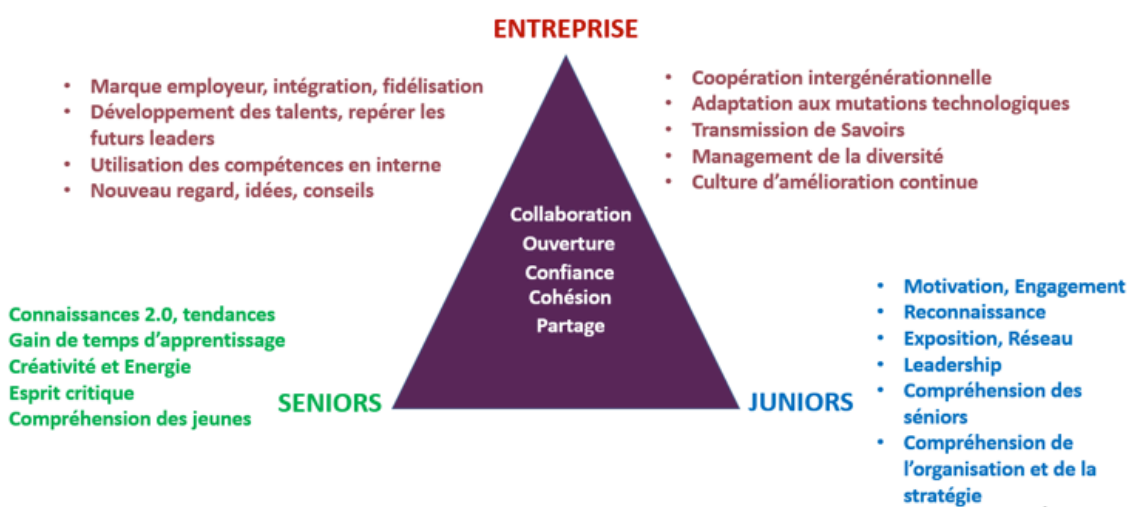 ENTREPRISE
• Marque employeur, intégration, fidélisation
• Développement des talents, repérer les
futurs leaders
• Utilisation des compétences en interne
• Nouveau regard, idées, conseils
• Coopération intergénérationnelle
• Adaptation aux mutations technologiques
• Transmission de Savoirs
• Management de la diversité
• Culture d’amélioration continue
Collaboration
Ouverture
Confiance
Cohésion
Partage
Connaissances 2.0, tendances
Gain de temps d’apprentissage
Créativité et Energie
Esprit critique
Compréhension des jeunes
SENIORS
JUNIORS
• Motivation, Engagement
• Reconnaissance
• Exposition, Réseau
• Leadership
• Compréhension des
séniors
• Compréhension de
l’organisation et de la
stratégie